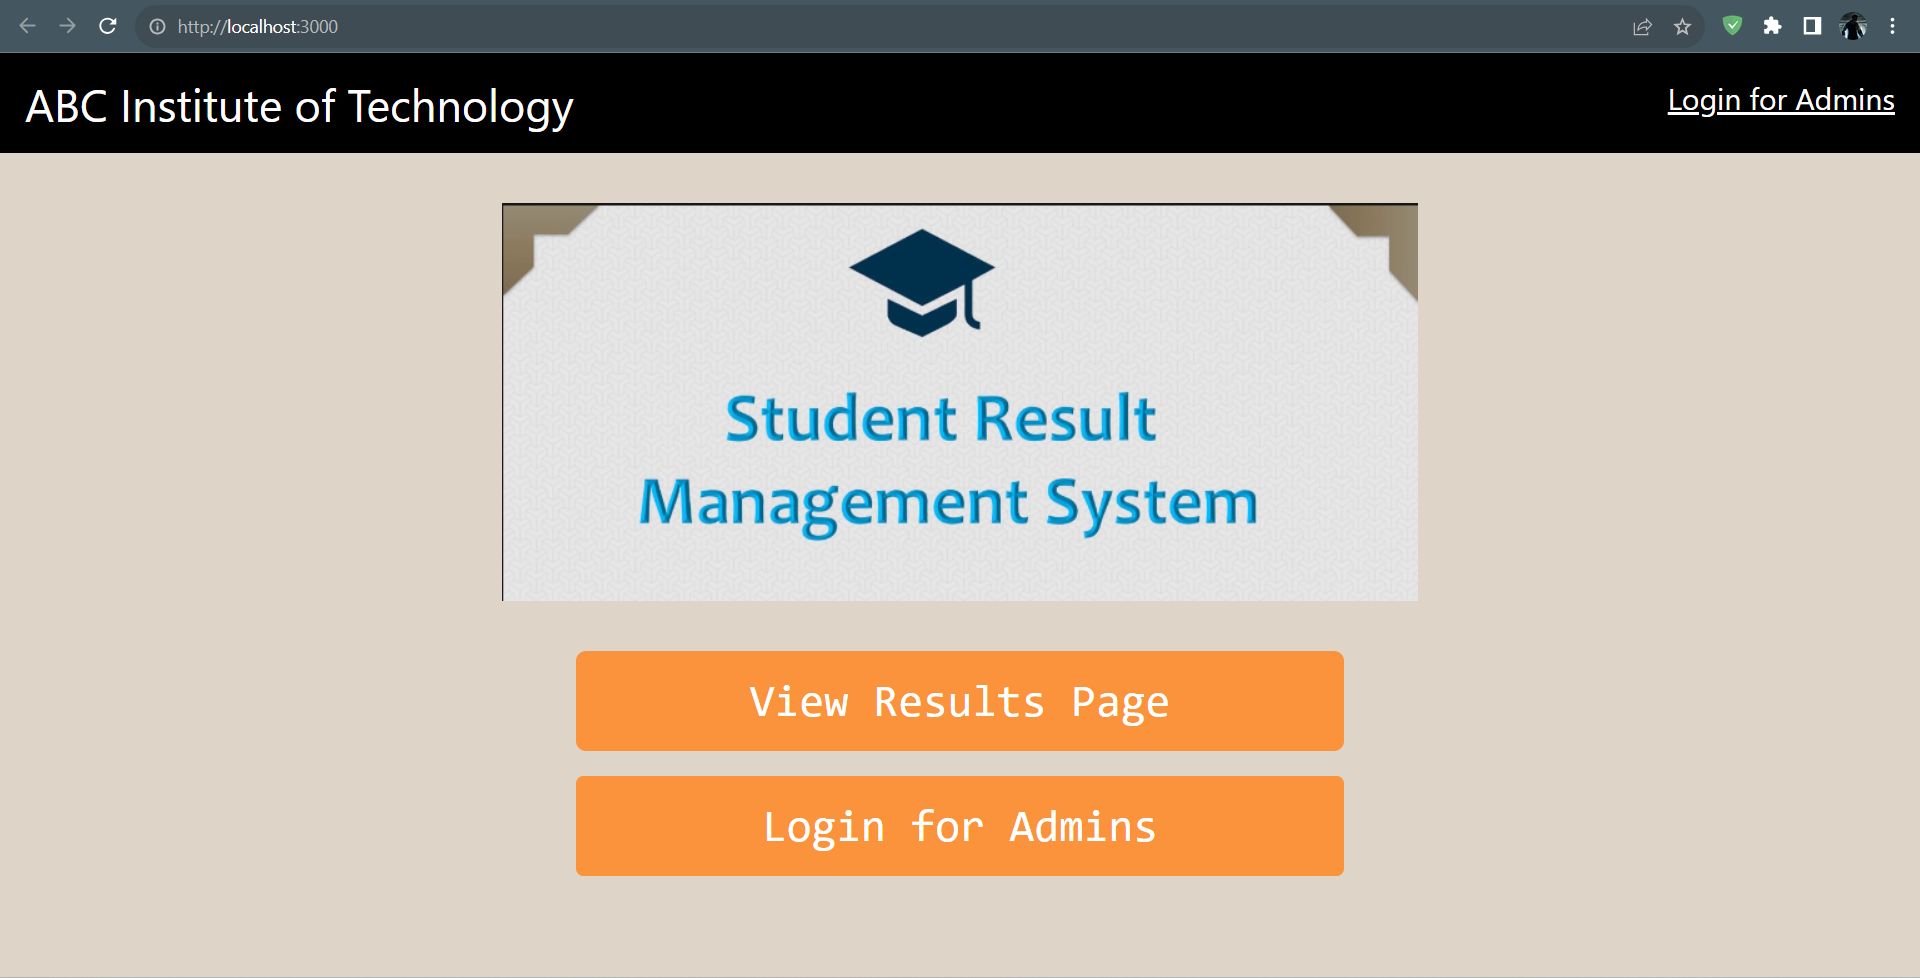 http://localhost:3000
ABC Institute of Technology
Login for Admins
Student Result
Management System
View Results Page
Login for Admins